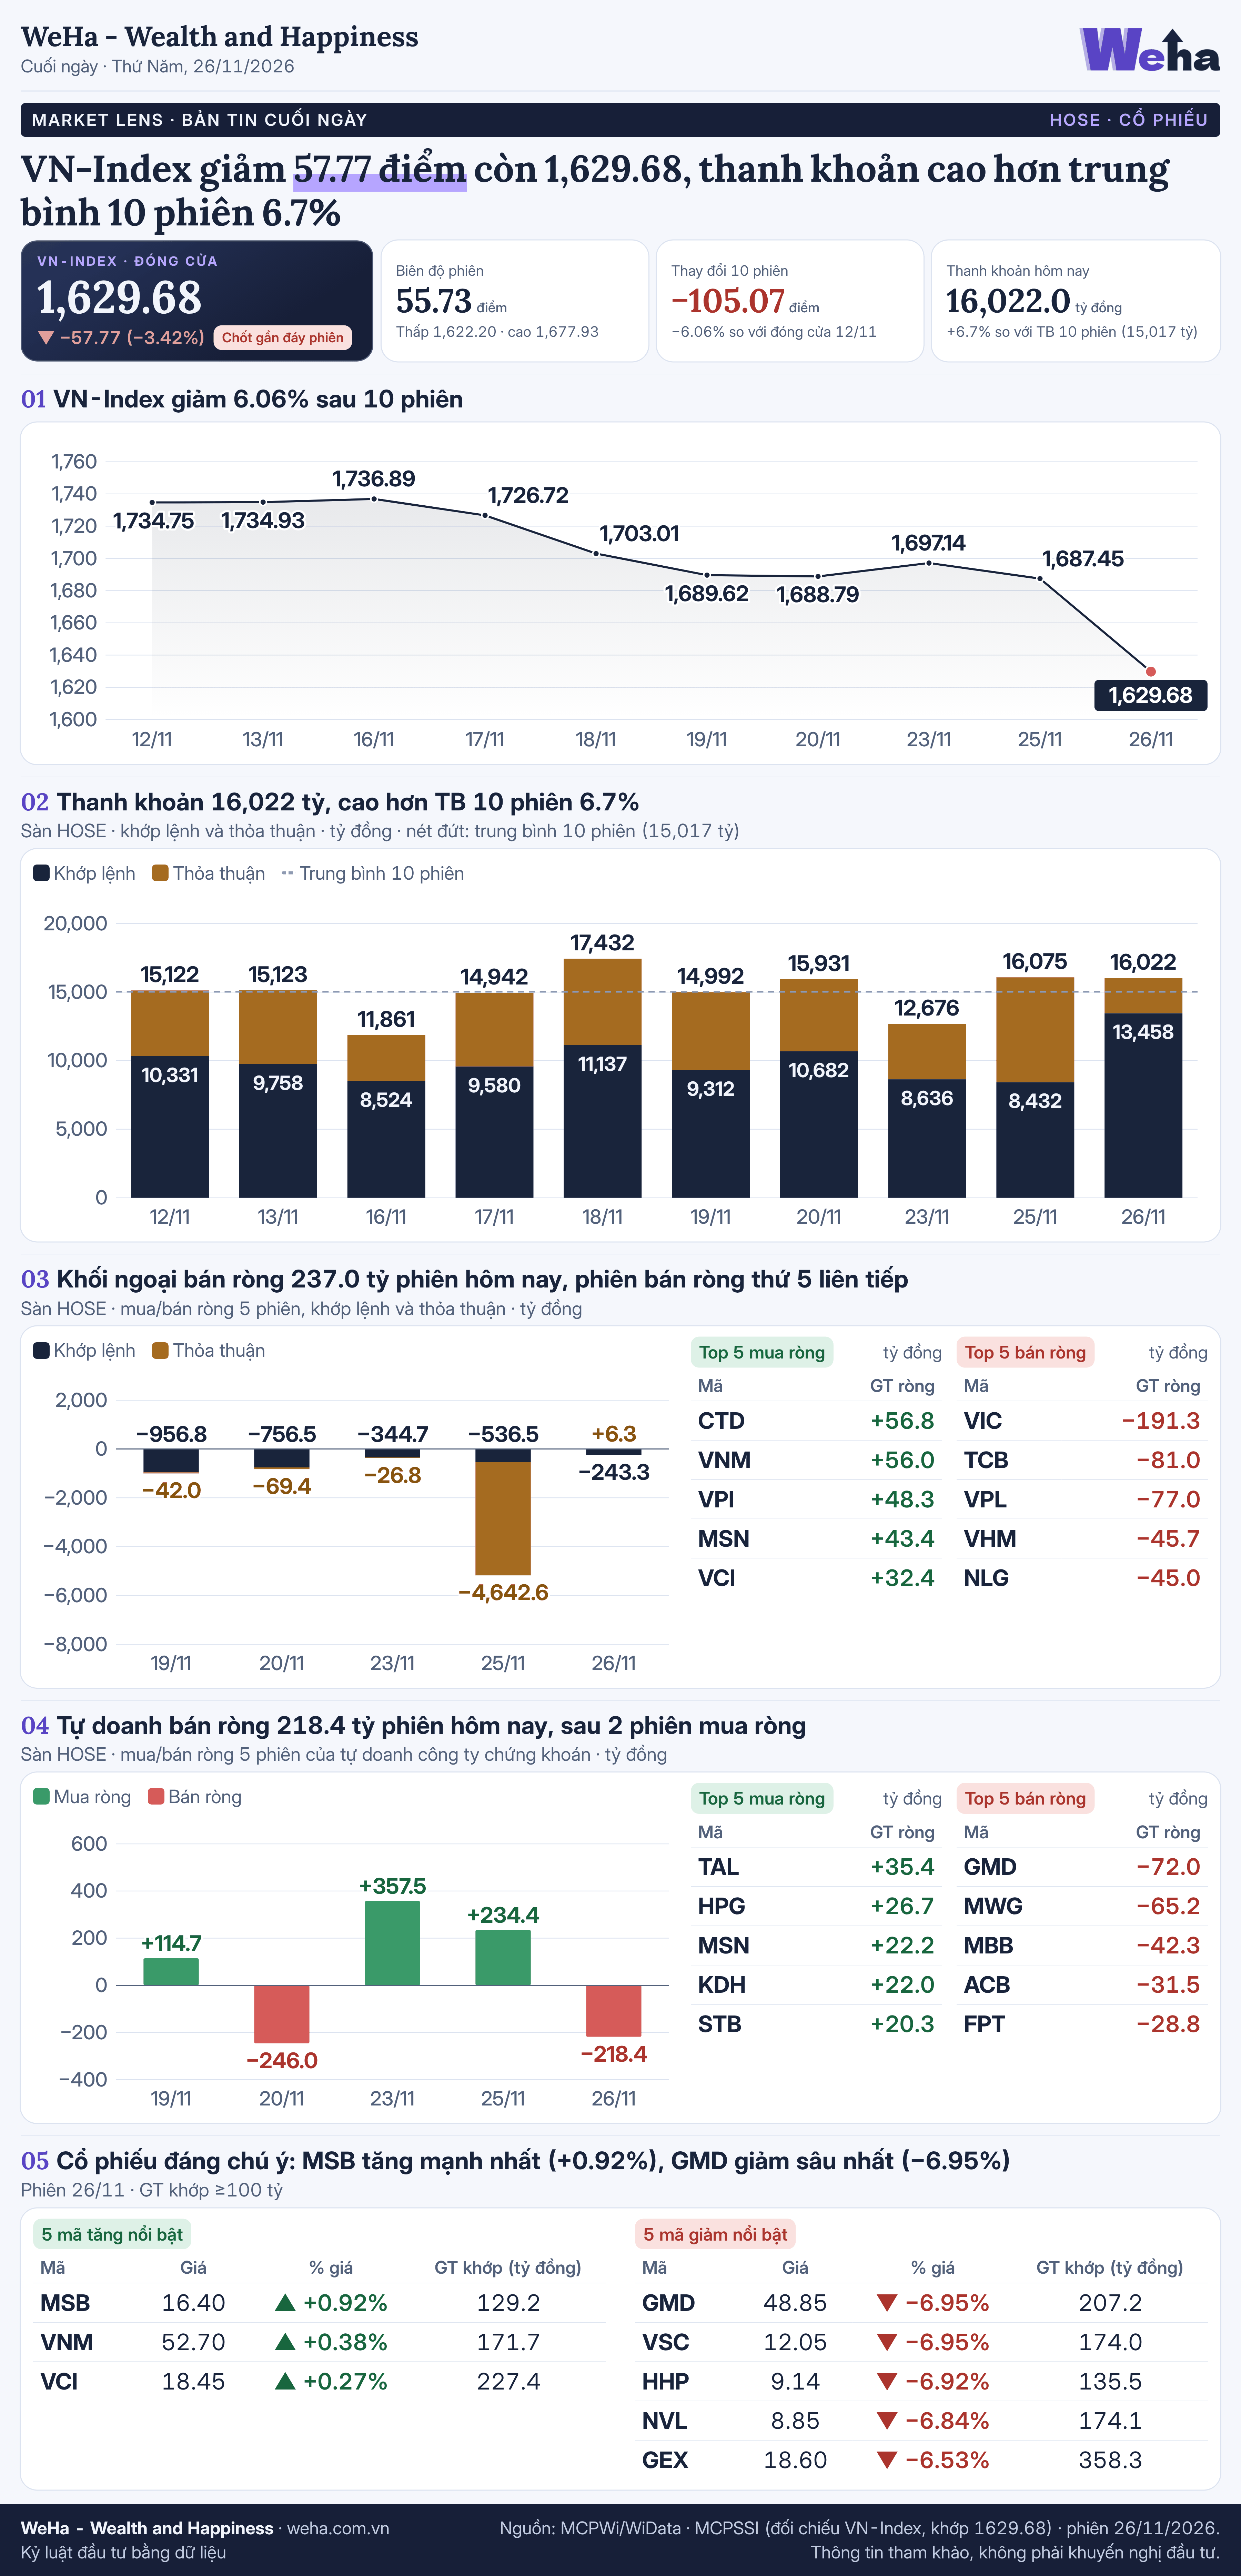 WeHa - Wealth and Happiness
Cuối ngày · Thứ Năm, 26/11/2026
Weha
MARKET LENS · BẢN TIN CUỐI NGÀY
HOSE · CỔ PHIẾU
VN-Index giảm 57.77 điểm còn 1,629.68, thanh khoản cao hơn trung
bình 10 phiên 6.7%
VN-INDEX · ĐÓNG CỬA
1,629.68
▼ −57.77 (−3.42%) Chốt gần đáy phiên
Biên độ phiên
55.73 điểm
Thấp 1,622.20 · cao 1,677.93
Thay đổi 10 phiên
−105.07 điểm
−6.06% so với đóng cửa 12/11
Thanh khoản hôm nay
16,022.0 tỷ đồng
+6.7% so với TB 10 phiên (15,017 tỷ)
01 VN-Index giảm 6.06% sau 10 phiên
1,760
1,740
1,720
1,700
1,680
1,660
1,640
1,620
1,600
1,734.75
1,734.93
1,736.89
1,726.72
1,703.01
1,689.62
1,688.79
1,697.14
1,687.45
1,629.68
12/11 13/11 16/11 17/11 18/11 19/11 20/11 23/11 25/11 26/11
02 Thanh khoản 16,022 tỷ, cao hơn TB 10 phiên 6.7%
Sàn HOSE · khớp lệnh và thỏa thuận · tỷ đồng · nét đứt: trung bình 10 phiên (15,017 tỷ)
Khớp lệnh Thỏa thuận Trung bình 10 phiên
20,000
15,000
10,000
5,000
0
15,122 15,123 11,861 14,942 17,432 14,992 15,931 12,676 16,075 16,022
10,331 9,758 8,524 9,580 11,137 9,312 10,682 8,636 8,432 13,458
12/11 13/11 16/11 17/11 18/11 19/11 20/11 23/11 25/11 26/11
03 Khối ngoại bán ròng 237.0 tỷ phiên hôm nay, phiên bán ròng thứ 5 liên tiếp
Sàn HOSE · mua/bán ròng 5 phiên, khớp lệnh và thỏa thuận · tỷ đồng
Khớp lệnh Thỏa thuận
2,000
0
−2,000
−4,000
−6,000
−8,000
−956.8 −756.5 −344.7 −536.5 +6.3
−42.0 −69.4 −26.8 −4,642.6 −243.3
19/11 20/11 23/11 25/11 26/11
Top 5 mua ròng tỷ đồng
Mã GT ròng
CTD +56.8
VNM +56.0
VPI +48.3
MSN +43.4
VCI +32.4
Top 5 bán ròng tỷ đồng
Mã GT ròng
VIC −191.3
TCB −81.0
VPL −77.0
VHM −45.7
NLG −45.0
04 Tự doanh bán ròng 218.4 tỷ phiên hôm nay, sau 2 phiên mua ròng
Sàn HOSE · mua/bán ròng 5 phiên của tự doanh công ty chứng khoán · tỷ đồng
Mua ròng Bán ròng
600
400
200
0
−200
−400
+114.7 −246.0 +357.5 +234.4 −218.4
19/11 20/11 23/11 25/11 26/11
Top 5 mua ròng tỷ đồng
Mã GT ròng
TAL +35.4
HPG +26.7
MSN +22.2
KDH +22.0
STB +20.3
Top 5 bán ròng tỷ đồng
Mã GT ròng
GMD −72.0
MWG −65.2
MBB −42.3
ACB −31.5
FPT −28.8
05 Cổ phiếu đáng chú ý: MSB tăng mạnh nhất (+0.92%), GMD giảm sâu nhất (−6.95%)
Phiên 26/11 · GT khớp ≥100 tỷ
5 mã tăng nổi bật
Mã Giá % giá GT khớp (tỷ đồng)
MSB 16.40 ▲ +0.92% 129.2
VNM 52.70 ▲ +0.38% 171.7
VCI 18.45 ▲ +0.27% 227.4
5 mã giảm nổi bật
Mã Giá % giá GT khớp (tỷ đồng)
GMD 48.85 ▼ −6.95% 207.2
VSC 12.05 ▼ −6.95% 174.0
HHP 9.14 ▼ −6.92% 135.5
NVL 8.85 ▼ −6.84% 174.1
GEX 18.60 ▼ −6.53% 358.3
WeHa - Wealth and Happiness · weha.com.vn
Kỷ luật đầu tư bằng dữ liệu
Nguồn: MCPWi/WiData · MCPSSI (đối chiếu VN-Index, khớp 1629.68) · phiên 26/11/2026.
Thông tin tham khảo, không phải khuyến nghị đầu tư.